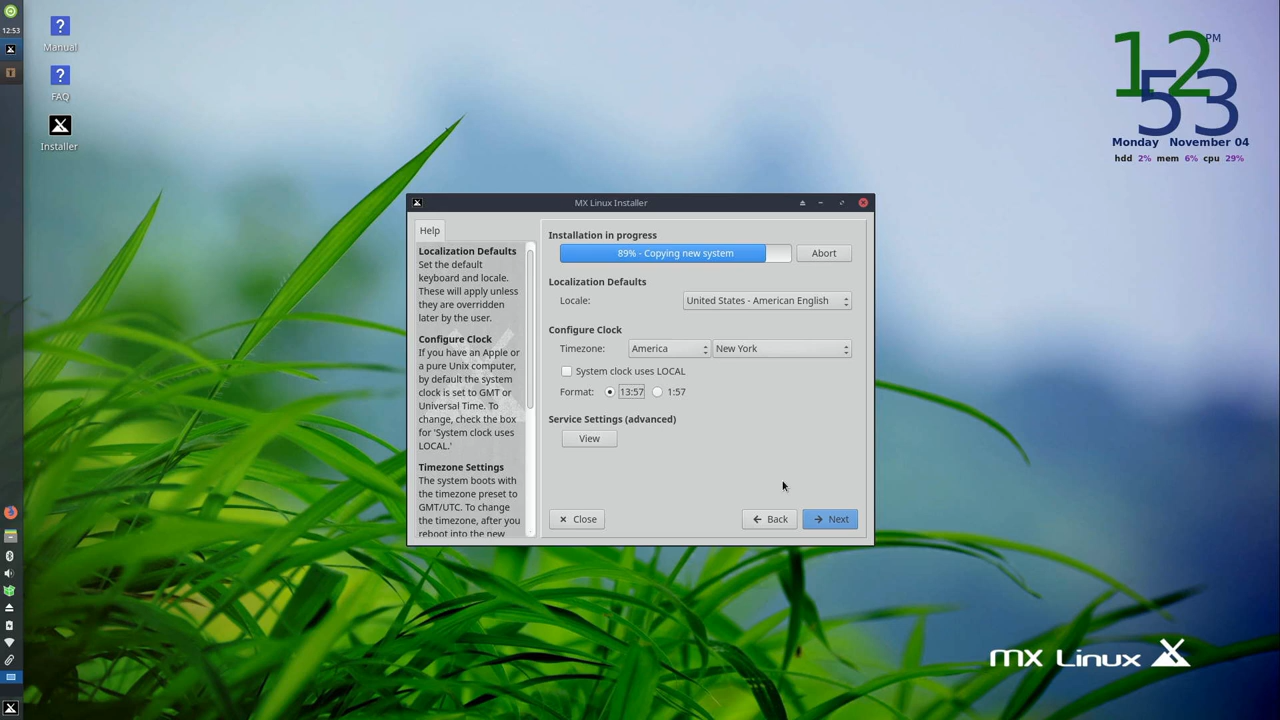 12:53
Manual
FAQ
Installer
12 PM
53
Monday November 04
hdd 2% mem 6% cpu 29%
MX Linux Installer
Help
Localization Defaults
Set the default
keyboard and locale.
These will apply unless
they are overridden
later by the user.
Configure Clock
If you have an Apple or
a pure Unix computer,
by default the system
clock is set to GMT or
Universal Time. To
change, check the box
for 'System clock uses
LOCAL.'
Timezone Settings
The system boots with
the timezone preset to
GMT/UTC. To change
the timezone, after you
reboot into the new
Installation in progress
89% - Copying new system
Abort
Localization Defaults
Locale: United States - American English
Configure Clock
Timezone: America New York
System clock uses LOCAL
Format: 13:57 1:57
Service Settings (advanced)
View
Close Back Next
MX Linux